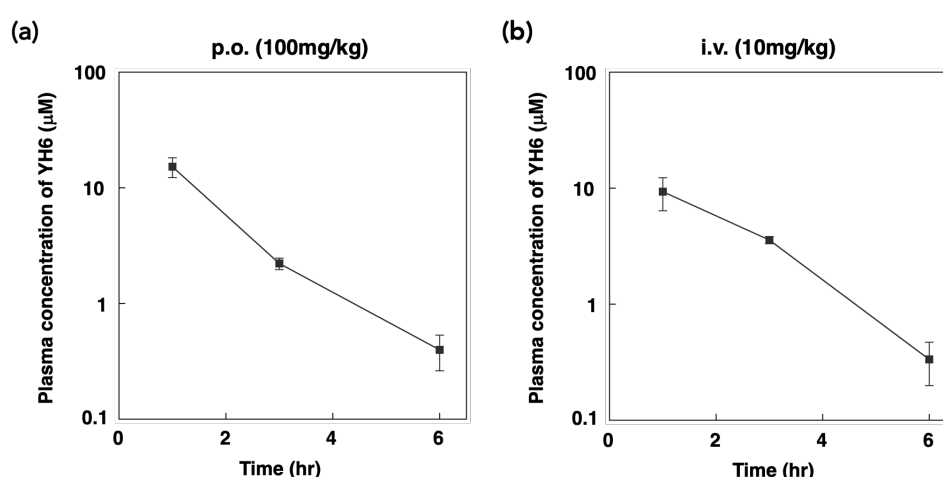 (a)
p.o. (100mg/kg)
Plasma concentration of YH6 (μM)
100
10
1
0.1
0
2
4
6
Time (hr)
(b)
i.v. (10mg/kg)
Plasma concentration of YH6 (μM)
100
10
1
0.1
0
2
4
6
Time (hr)